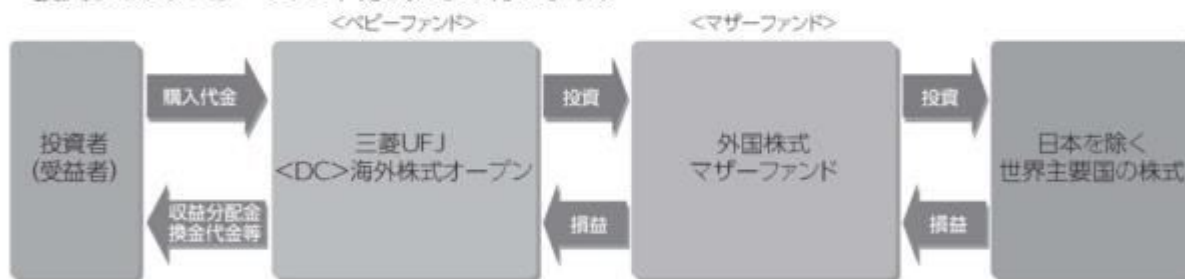 <ベビーファンド>
<マザーファンド>
投資者
(受益者)
購入代金
収益分配金
換金代金等
三菱UFJ
<DC>海外株式オープン
投資
損益
外国株式
マザーファンド
投資
損益
日本を除く
世界主要国の株式